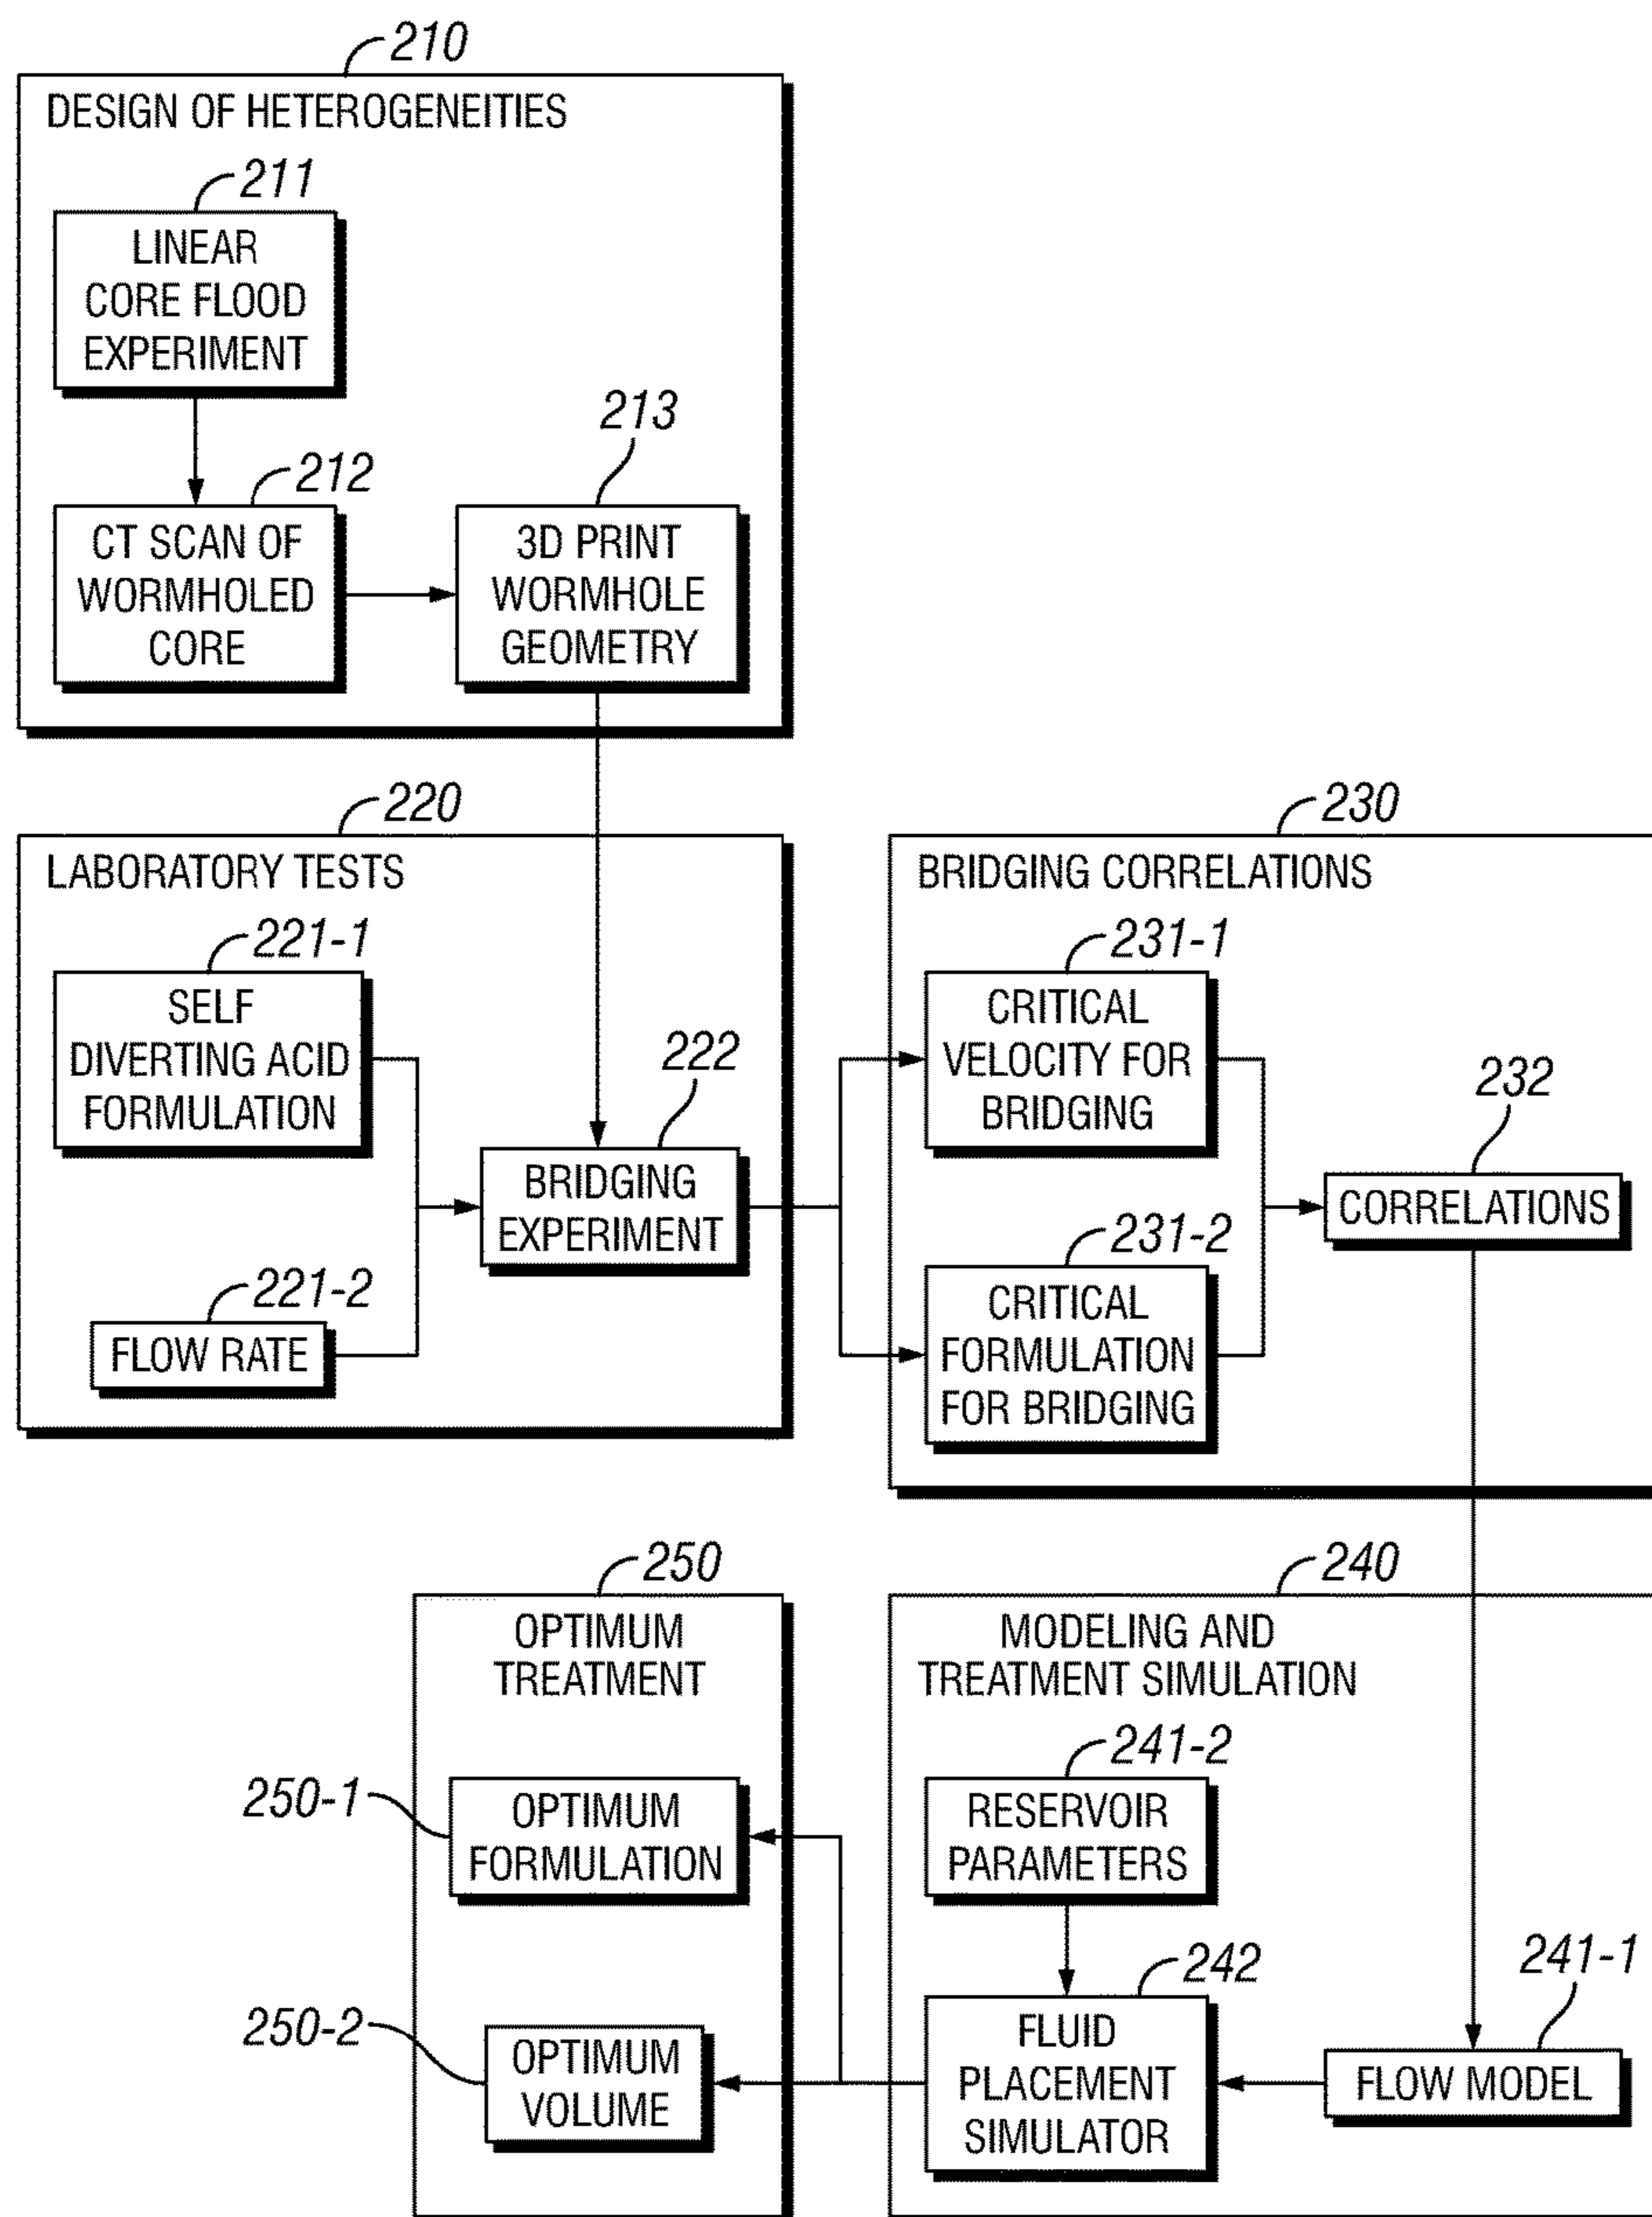 210
DESIGN OF HETEROGENEITIES
211
LINEAR
CORE FLOOD
EXPERIMENT
212
CT SCAN OF
WORMHOLED
CORE
213
3D PRINT
WORMHOLE
GEOMETRY
220
LABORATORY TESTS
221-1
SELF
DIVERTING ACID
FORMULATION
221-2
FLOW RATE
222
BRIDGING
EXPERIMENT
230
BRIDGING CORRELATIONS
231-1
CRITICAL
VELOCITY FOR
BRIDGING
231-2
CRITICAL
FORMULATION
FOR BRIDGING
232
CORRELATIONS
240
MODELING AND
TREATMENT SIMULATION
241-2
RESERVOIR
PARAMETERS
242
FLUID
PLACEMENT
SIMULATOR
241-1
FLOW MODEL
250
OPTIMUM
TREATMENT
250-1
OPTIMUM
FORMULATION
250-2
OPTIMUM
VOLUME